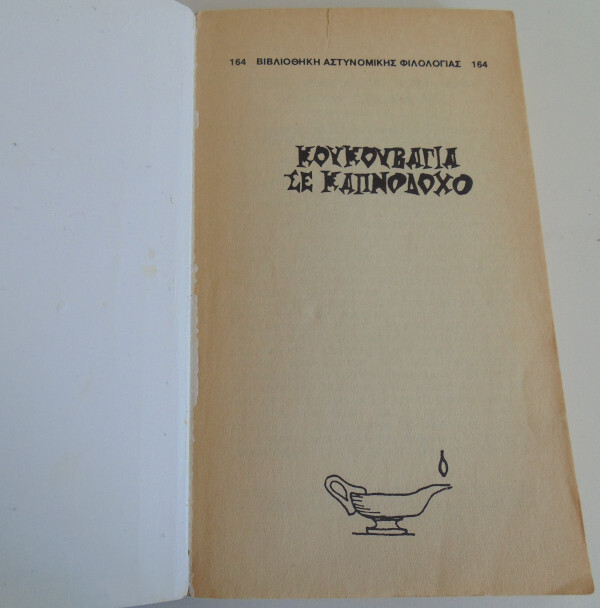 164 ΒΙΒΛΙΟΘΗΚΗ ΑΣΤΥΝΟΜΙΚΗΣ ΦΙΛΟΛΟΓΙΑΣ 164
ΚΟΥΚΟΥΒΑΓΙΑ
ΣΕ ΚΑΠΝΟΔΟΧΟ